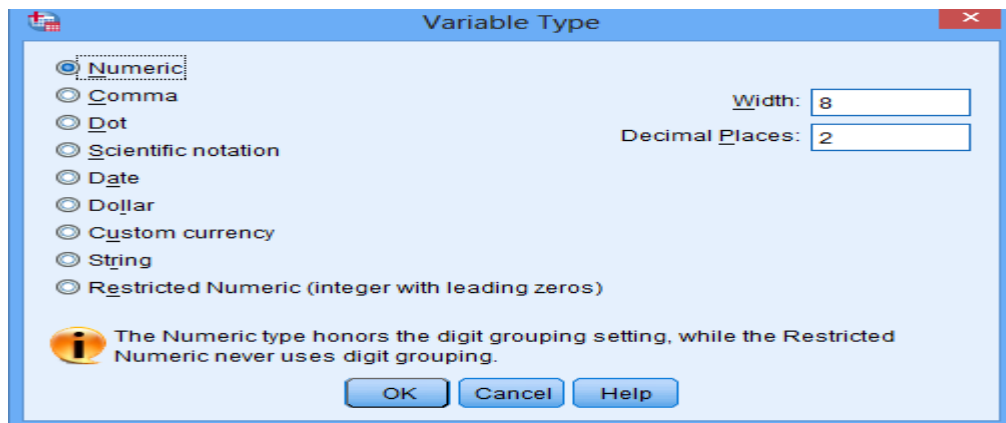 Variable Type
Numeric
Comma
Width: 8
Dot
Decimal Places: 2
Scientific notation
Date
Dollar
Custom currency
String
Restricted Numeric (integer with leading zeros)
The Numeric type honors the digit grouping setting, while the Restricted
Numeric never uses digit grouping.
OK Cancel Help